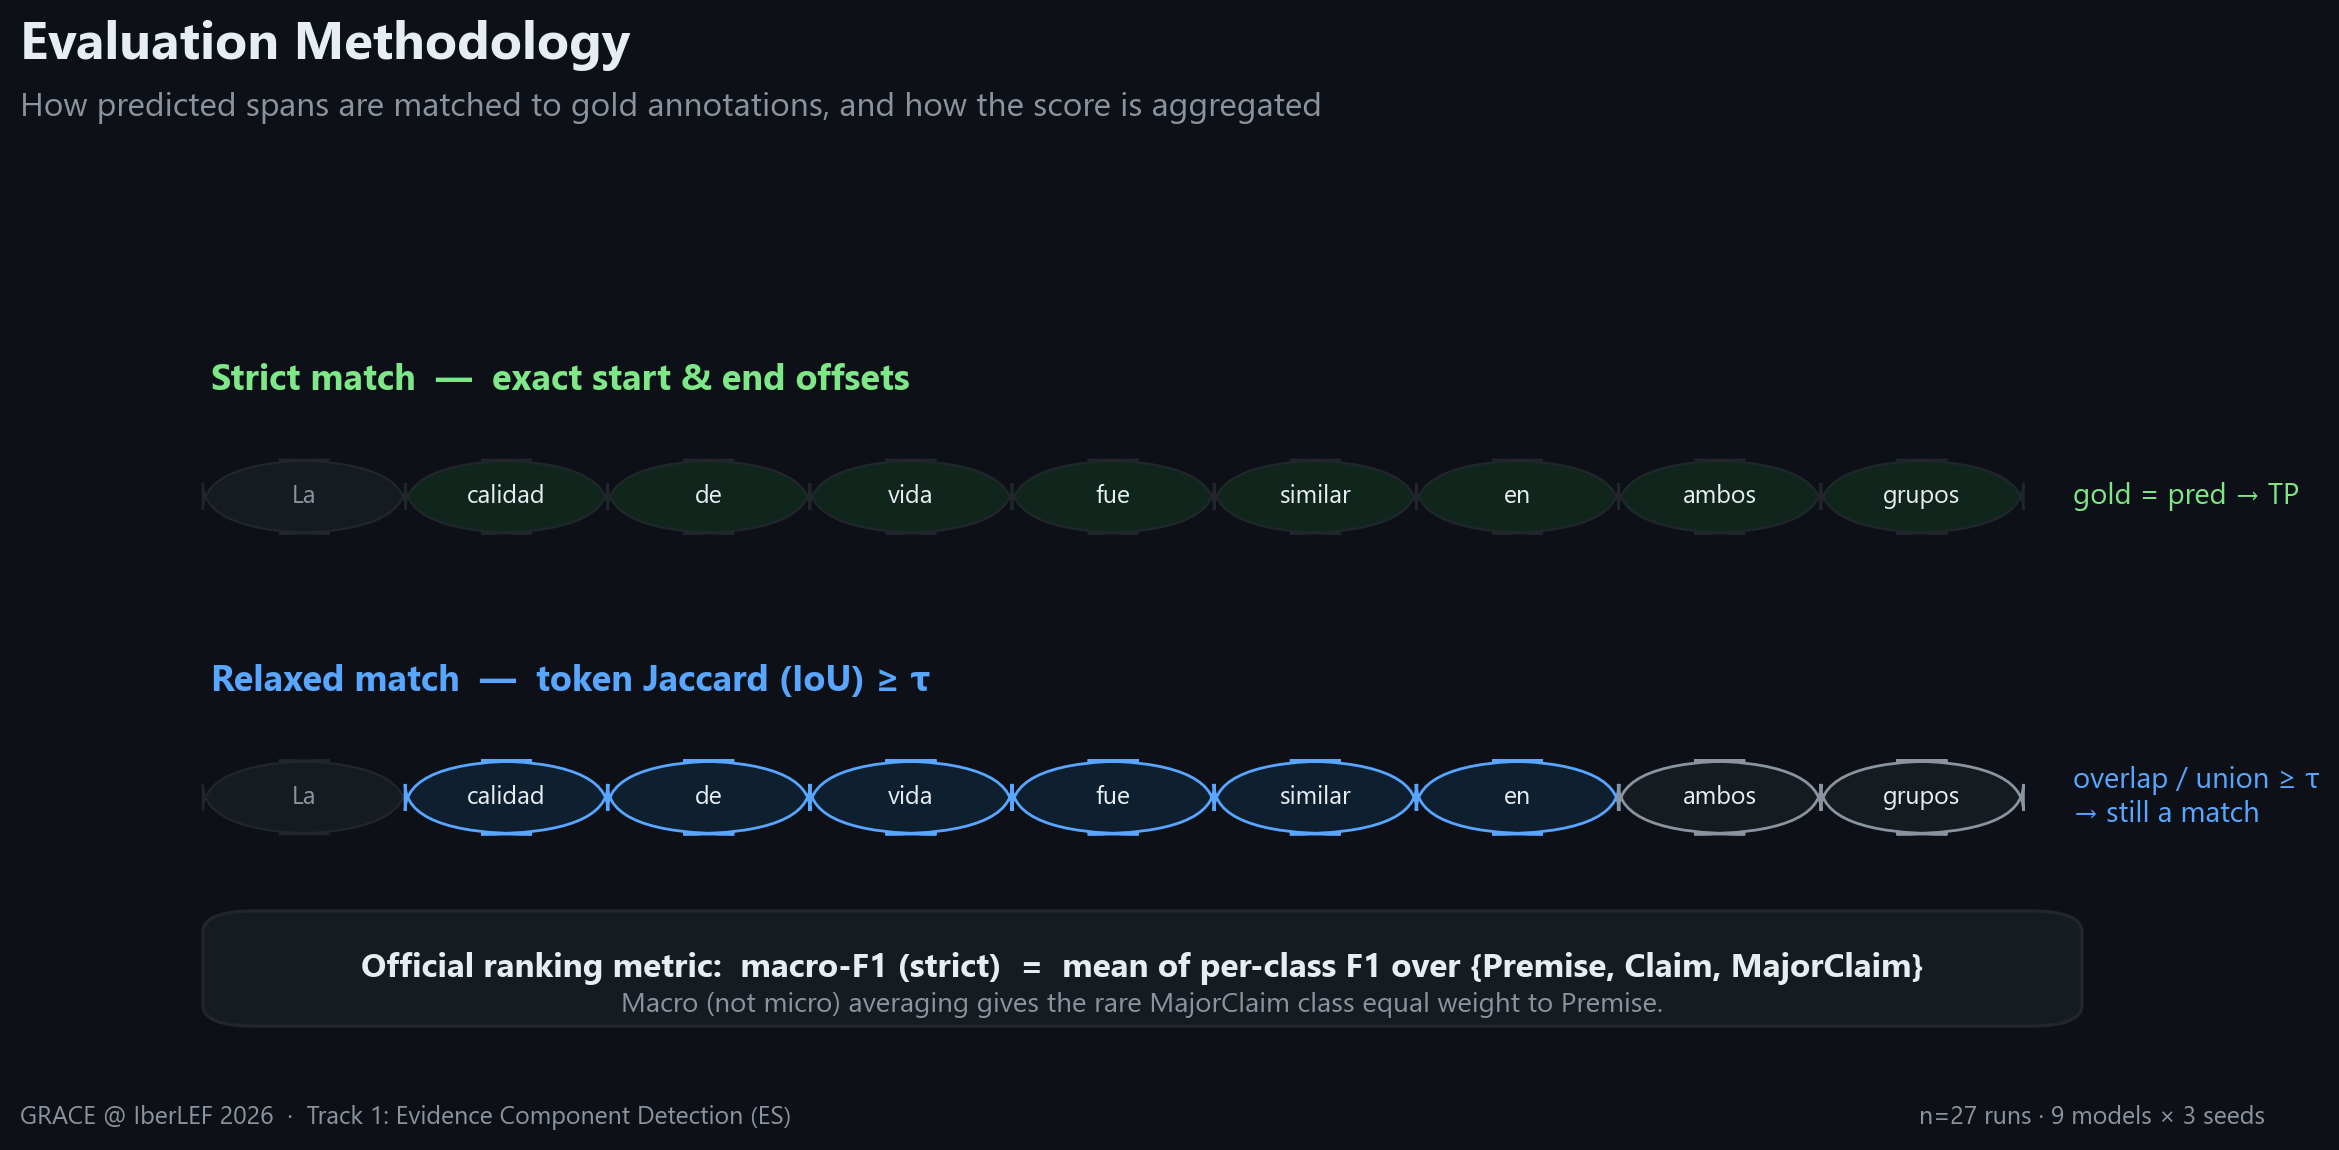 Evaluation Methodology
How predicted spans are matched to gold annotations, and how the score is aggregated
Strict match — exact start & end offsets
La calidad de vida fue similar en ambos grupos gold = pred → TP
Relaxed match — token Jaccard (IoU) ≥ τ
La calidad de vida fue similar en ambos grupos overlap / union ≥ τ
→ still a match
Official ranking metric: macro-F1 (strict) = mean of per-class F1 over {Premise, Claim, MajorClaim}
Macro (not micro) averaging gives the rare MajorClaim class equal weight to Premise.
GRACE @ IberLEF 2026 · Track 1: Evidence Component Detection (ES) n=27 runs · 9 models × 3 seeds